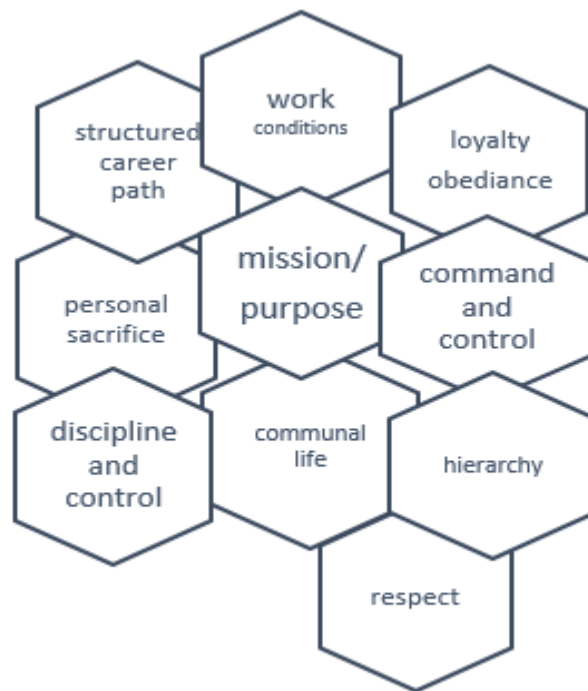 work
conditions
structured
career
path
loyalty
obediance
mission/
purpose
command
and
control
personal
sacrifice
discipline
and
control
communal
life
hierarchy
respect